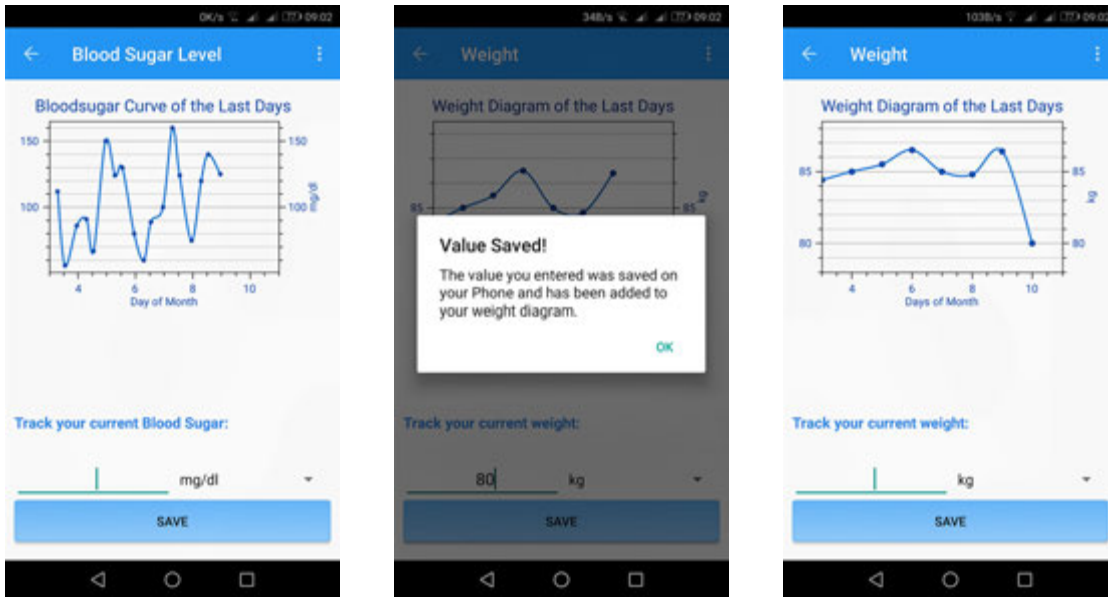 0K/s 77 09:02
Blood Sugar Level
Bloodsugar Curve of the Last Days
150 150
100 100
mg/dl
4 6 8 10
Day of Month
Track your current Blood Sugar:
mg/dl
SAVE
34B/s 77 09:02
Weight
Weight Diagram of the Last Days
85 85
kg
Value Saved!
The value you entered was saved on
your Phone and has been added to
your weight diagram.
OK
Track your current weight:
80 kg
SAVE
103B/s 77 09:02
Weight
Weight Diagram of the Last Days
85 85
kg
80 80
4 6 8 10
Days of Month
Track your current weight:
kg
SAVE